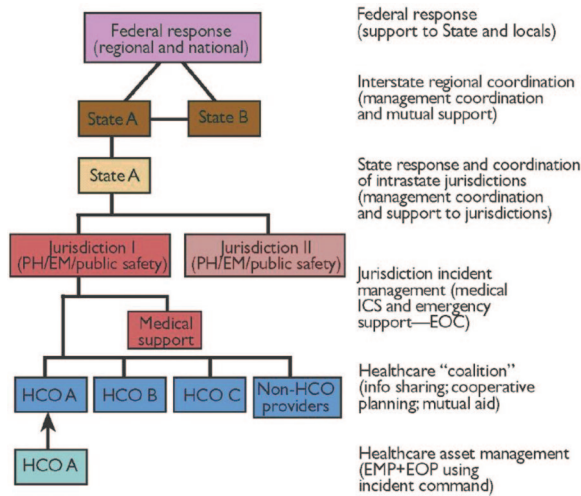 Federal response
(regional and national)
Federal response
(support to State and locals)
State A
State B
Interstate regional coordination
(management coordination
and mutual support)
State A
State response and coordination
of intrastate jurisdictions
(management coordination
and support to jurisdictions)
Jurisdiction I
(PH/EM/public safety)
Jurisdiction II
(PH/EM/public safety)
Medical
support
Jurisdiction incident
management (medical
ICS and emergency
support—EOC)
HCO A
HCO B
HCO C
Non-HCO
providers
Healthcare “coalition”
(info sharing; cooperative
planning; mutual aid)
HCO A
Healthcare asset management
(EMP+EOP using
incident command)